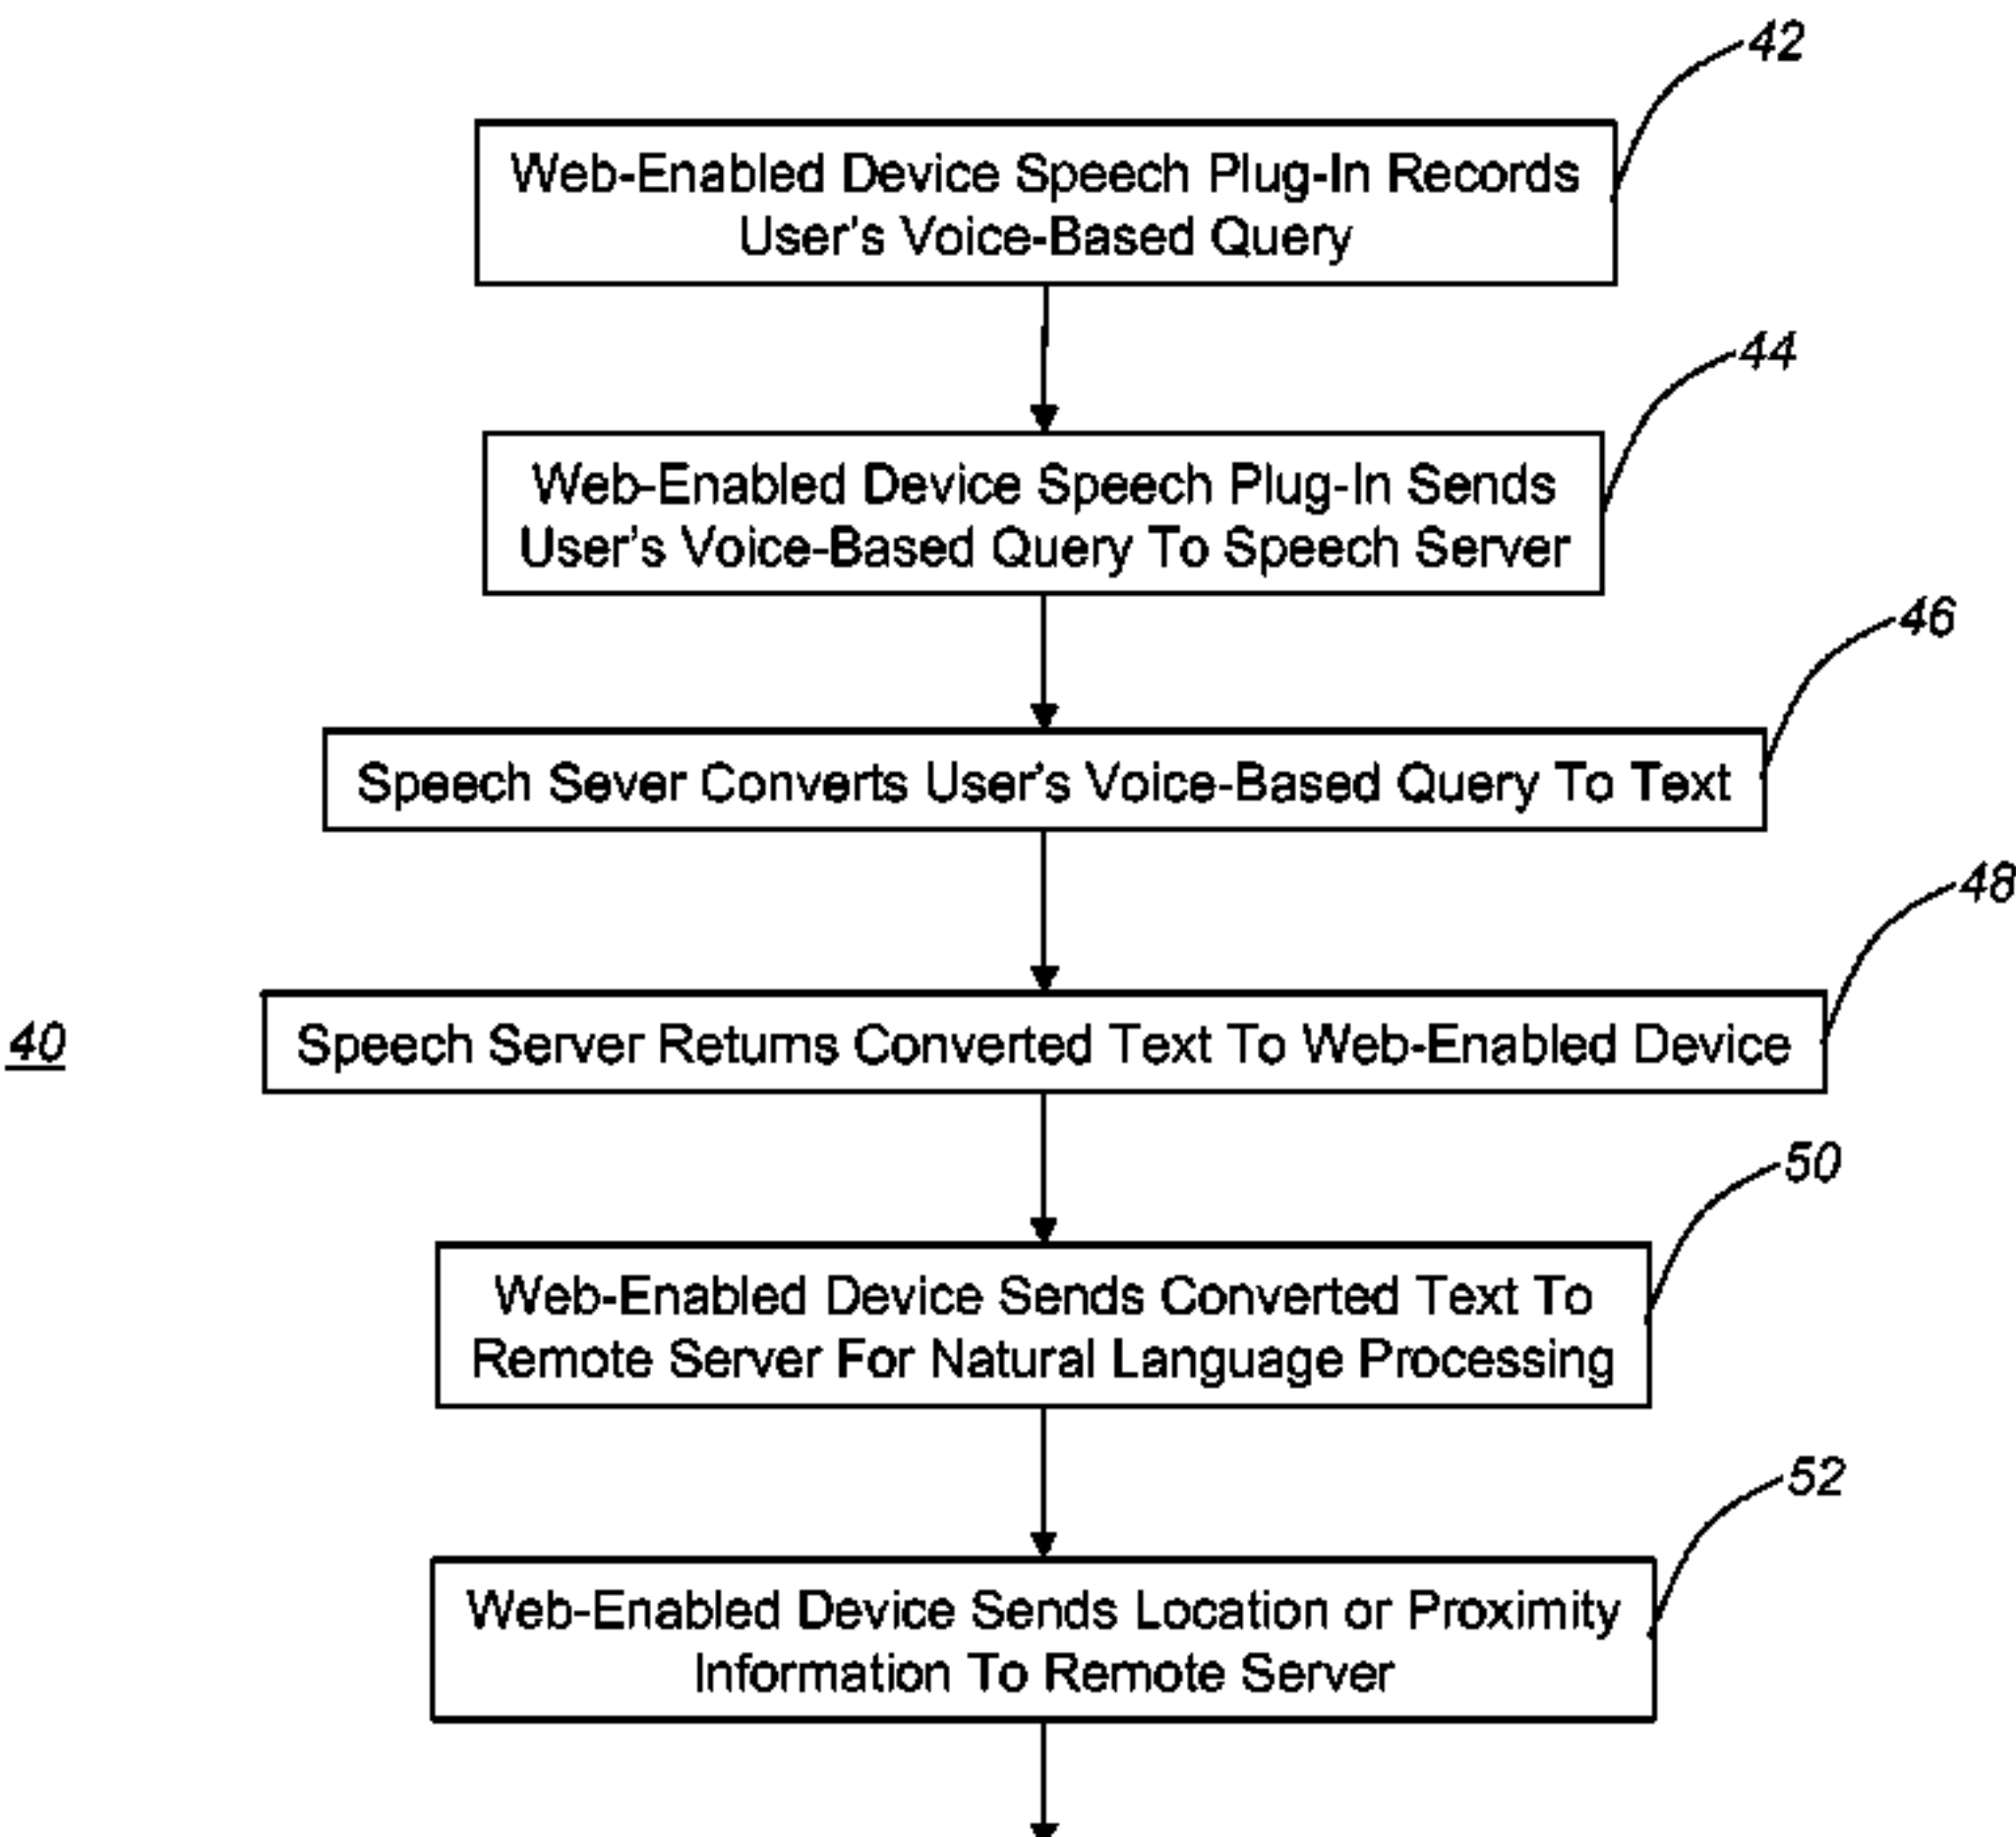 42
Web-Enabled Device Speech Plug-In Records
User's Voice-Based Query
44
Web-Enabled Device Speech Plug-In Sends
User's Voice-Based Query To Speech Server
46
Speech Sever Converts User's Voice-Based Query To Text
48
40
Speech Server Returns Converted Text To Web-Enabled Device
50
Web-Enabled Device Sends Converted Text To
Remote Server For Natural Language Processing
52
Web-Enabled Device Sends Location or Proximity
Information To Remote Server